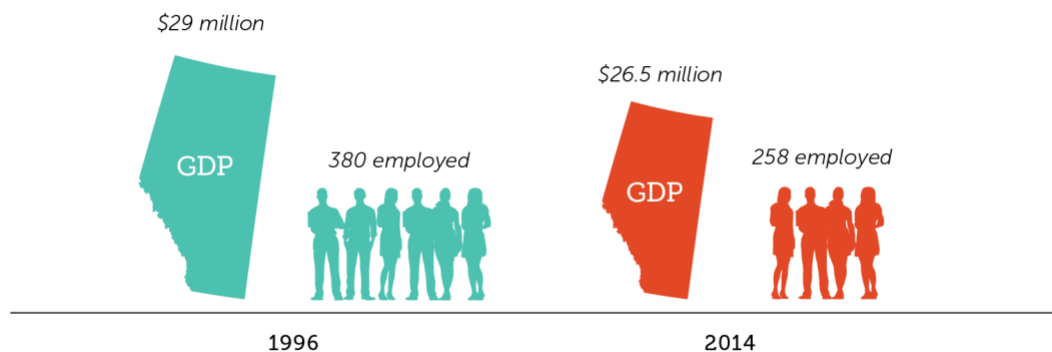 $29 million
GDP
380 employed
$26.5 million
GDP
258 employed
1996
2014